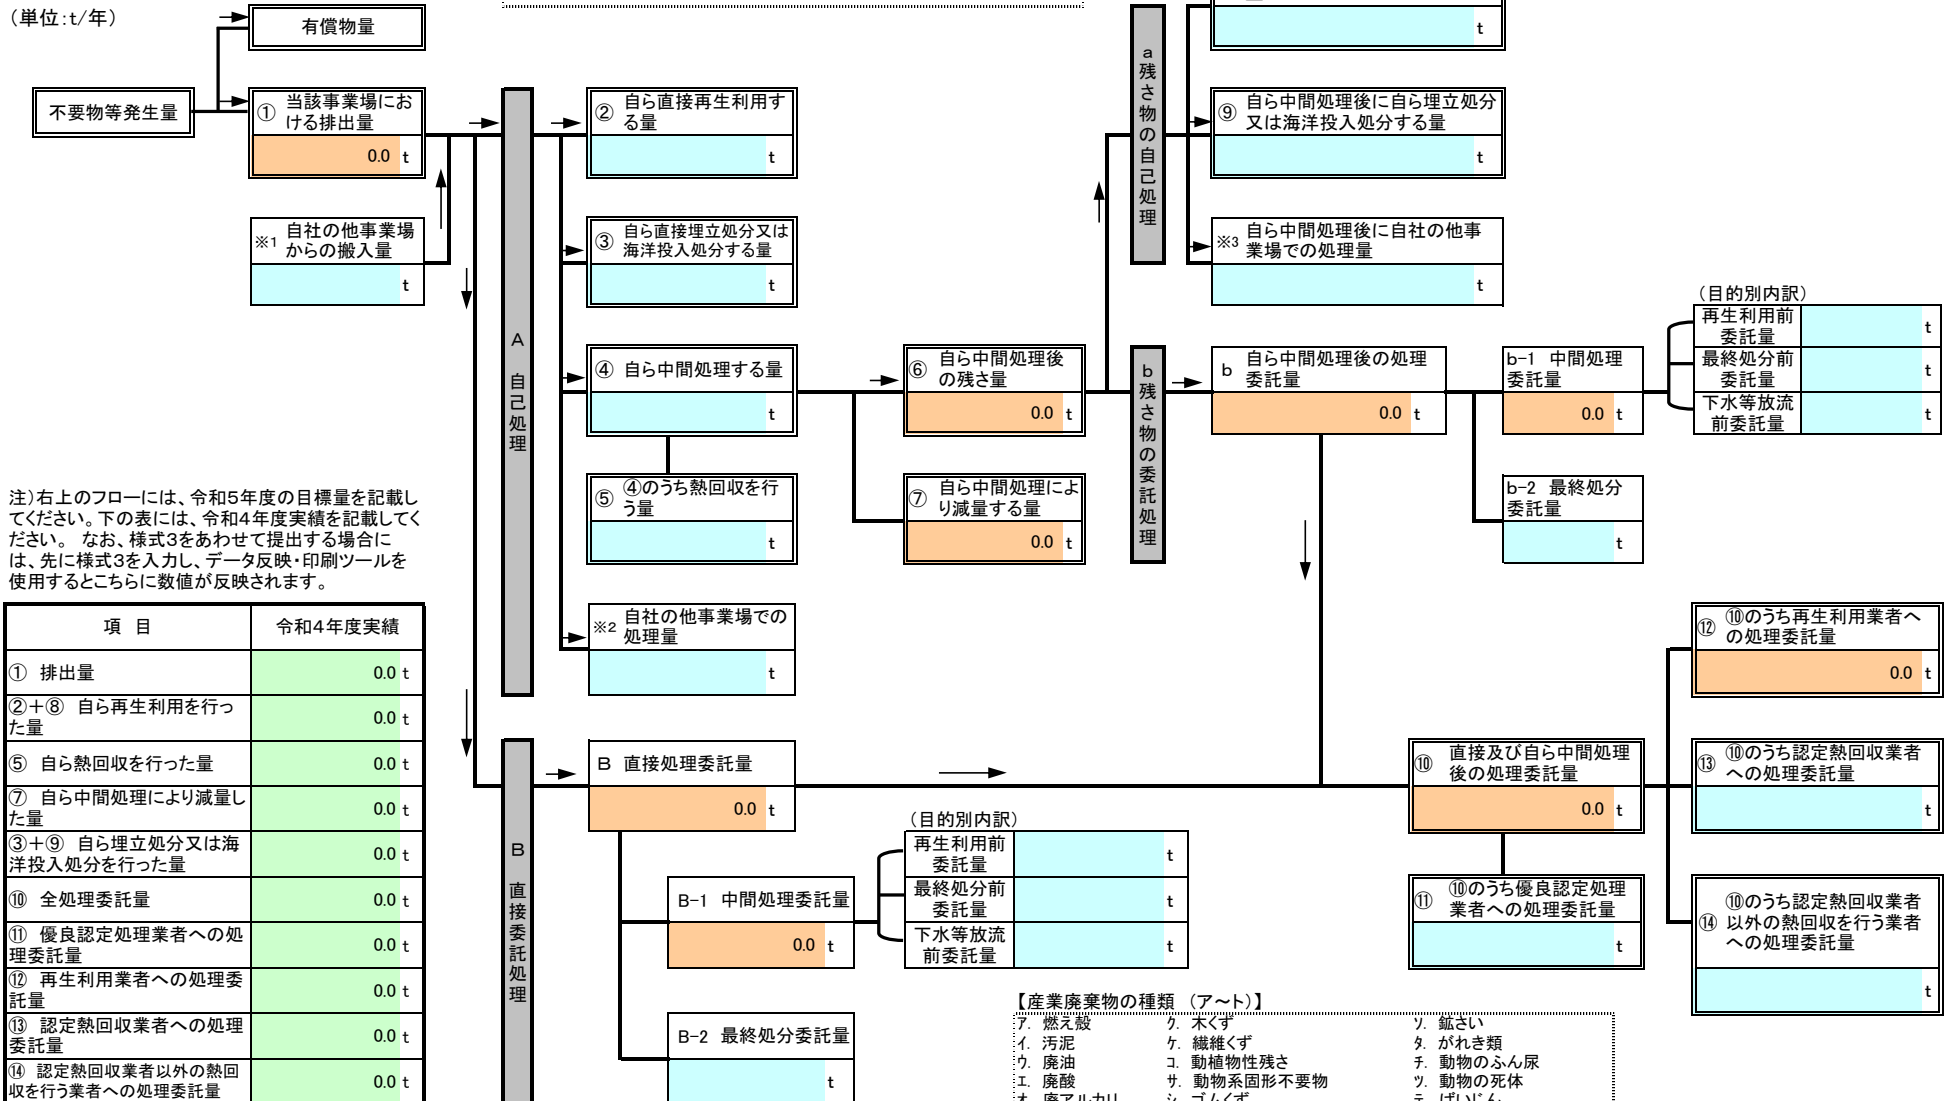 （単位：t/年）
有償物量
t
不要物等発生量
① 当該事業場にお
ける排出量
0.0 t
※1 自社の他事業場
からの搬入量
t
A 自己処理
② 自ら直接再生利用す
る量
t
③ 自ら直接埋立処分又は
海洋投入処分する量
t
④ 自ら中間処理する量
t
⑤ ④のうち熱回収を行
う量
t
※2 自社の他事業場での
処理量
t
⑥ 自ら中間処理後
の残さ量
0.0 t
⑦ 自ら中間処理によ
り減量する量
0.0 t
a 残さ物の自己処理
⑨ 自ら中間処理後に自ら埋立処分
又は海洋投入処分する量
t
※3 自ら中間処理後に自社の他事
業場での処理量
t
b 残さ物の委託処理
b 自ら中間処理後の処理
委託量
0.0 t
b-1 中間処理
委託量
0.0 t
b-2 最終処分
委託量
t
（目的別内訳）
再生利用前
委託量
t
最終処分前
委託量
t
下水等放流
前委託量
t
注）右上のフローには、令和５年度の目標量を記載し
てください。下の表には、令和４年度実績を記載してく
ださい。 なお、様式３をあわせて提出する場合に
は、先に様式３を入力し、データ反映・印刷ツールを
使用するとこちらに数値が反映されます。
項 目 令和４年度実績
① 排出量 0.0 t
②＋⑧ 自ら再生利用を行っ
た量 0.0 t
⑤ 自ら熱回収を行った量 0.0 t
⑦ 自ら中間処理により減量し
た量 0.0 t
③＋⑨ 自ら埋立処分又は海
洋投入処分を行った量 0.0 t
⑩ 全処理委託量 0.0 t
⑪ 優良認定処理業者への処
理委託量 0.0 t
⑫ 再生利用業者への処理委
託量 0.0 t
⑬ 認定熱回収業者への処理
委託量 0.0 t
⑭ 認定熱回収業者以外の熱回
収を行う業者への処理委託量 0.0 t
B 直接委託処理
B 直接処理委託量
0.0 t
B-1 中間処理委託量
0.0 t
B-2 最終処分委託量
t
（目的別内訳）
再生利用前
委託量
t
最終処分前
委託量
t
下水等放流
前委託量
t
⑩ 直接及び自ら中間処理
後の処理委託量
0.0 t
⑪ ⑩のうち優良認定処理
業者への処理委託量
t
⑫ ⑩のうち再生利用業者へ
の処理委託量
0.0 t
⑬ ⑩のうち認定熱回収業者
への処理委託量
t
⑭ ⑩のうち認定熱回収業者
以外の熱回収を行う業者
への処理委託量
t
【産業廃棄物の種類 （ア～ト）】
ア. 燃え殻 ク. 木くず ソ. 鉱さい
イ. 汚泥 ケ. 繊維くず タ. がれき類
ウ. 廃油 コ. 動植物性残さ チ. 動物のふん尿
エ. 廃酸 サ. 動物系固形不要物 ツ. 動物の死体
オ. 廃アルカリ シ. ゴムくず テ. ばいじん